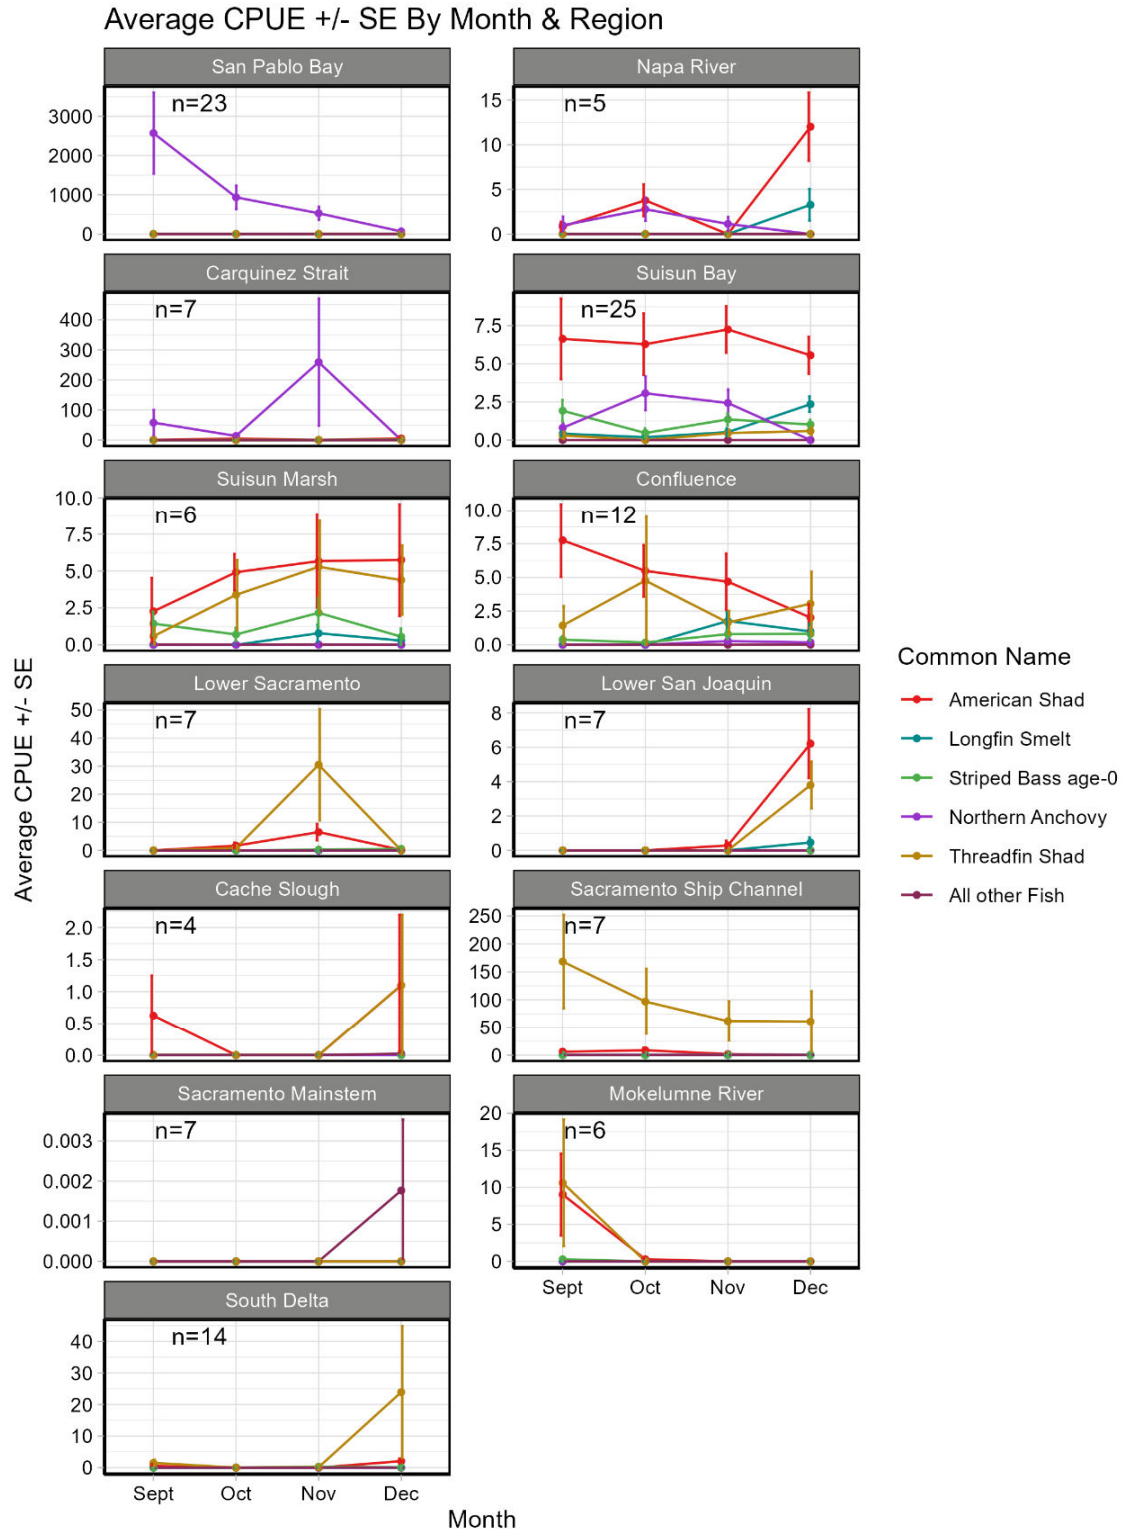 Average CPUE +/- SE By Month & Region
San Pablo Bay
n=23
3000
2000
1000
0
Napa River
n=5
15
10
5
0
Carquinez Strait
n=7
400
300
200
100
0
Suisun Bay
n=25
7.5
5.0
2.5
0.0
Suisun Marsh
n=6
10.0
7.5
5.0
2.5
0.0
Confluence
n=12
10.0
7.5
5.0
2.5
0.0
Lower Sacramento
n=7
50
40
30
20
10
0
Lower San Joaquin
n=7
8
6
4
2
0
Cache Slough
n=4
2.0
1.5
1.0
0.5
0.0
Sacramento Ship Channel
n=7
250
200
150
100
50
0
Sacramento Mainstem
n=7
0.003
0.002
0.001
0.000
Mokelumne River
n=6
20
15
10
5
0
Sept Oct Nov Dec
South Delta
n=14
40
30
20
10
0
Sept Oct Nov Dec
Month
Average CPUE +/- SE
Common Name
American Shad
Longfin Smelt
Striped Bass age-0
Northern Anchovy
Threadfin Shad
All other Fish